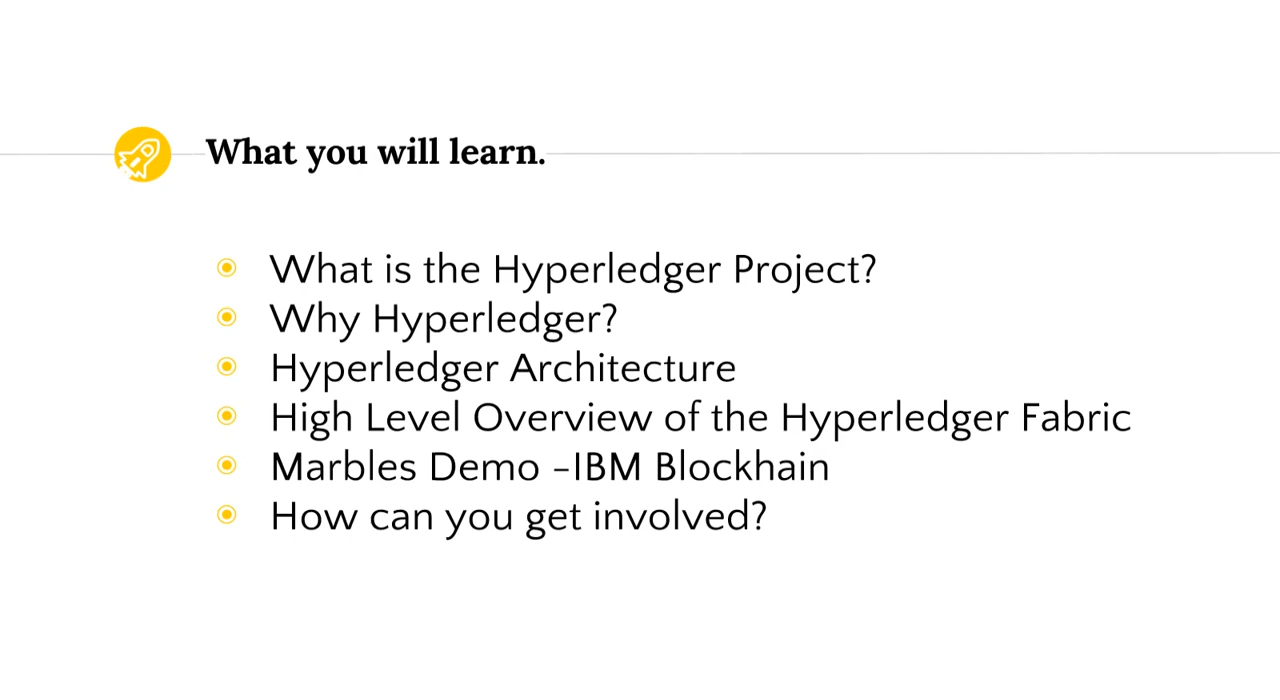 What you will learn.
What is the Hyperledger Project?
Why Hyperledger?
Hyperledger Architecture
High Level Overview of the Hyperledger Fabric
Marbles Demo –IBM Blockhain
How can you get involved?